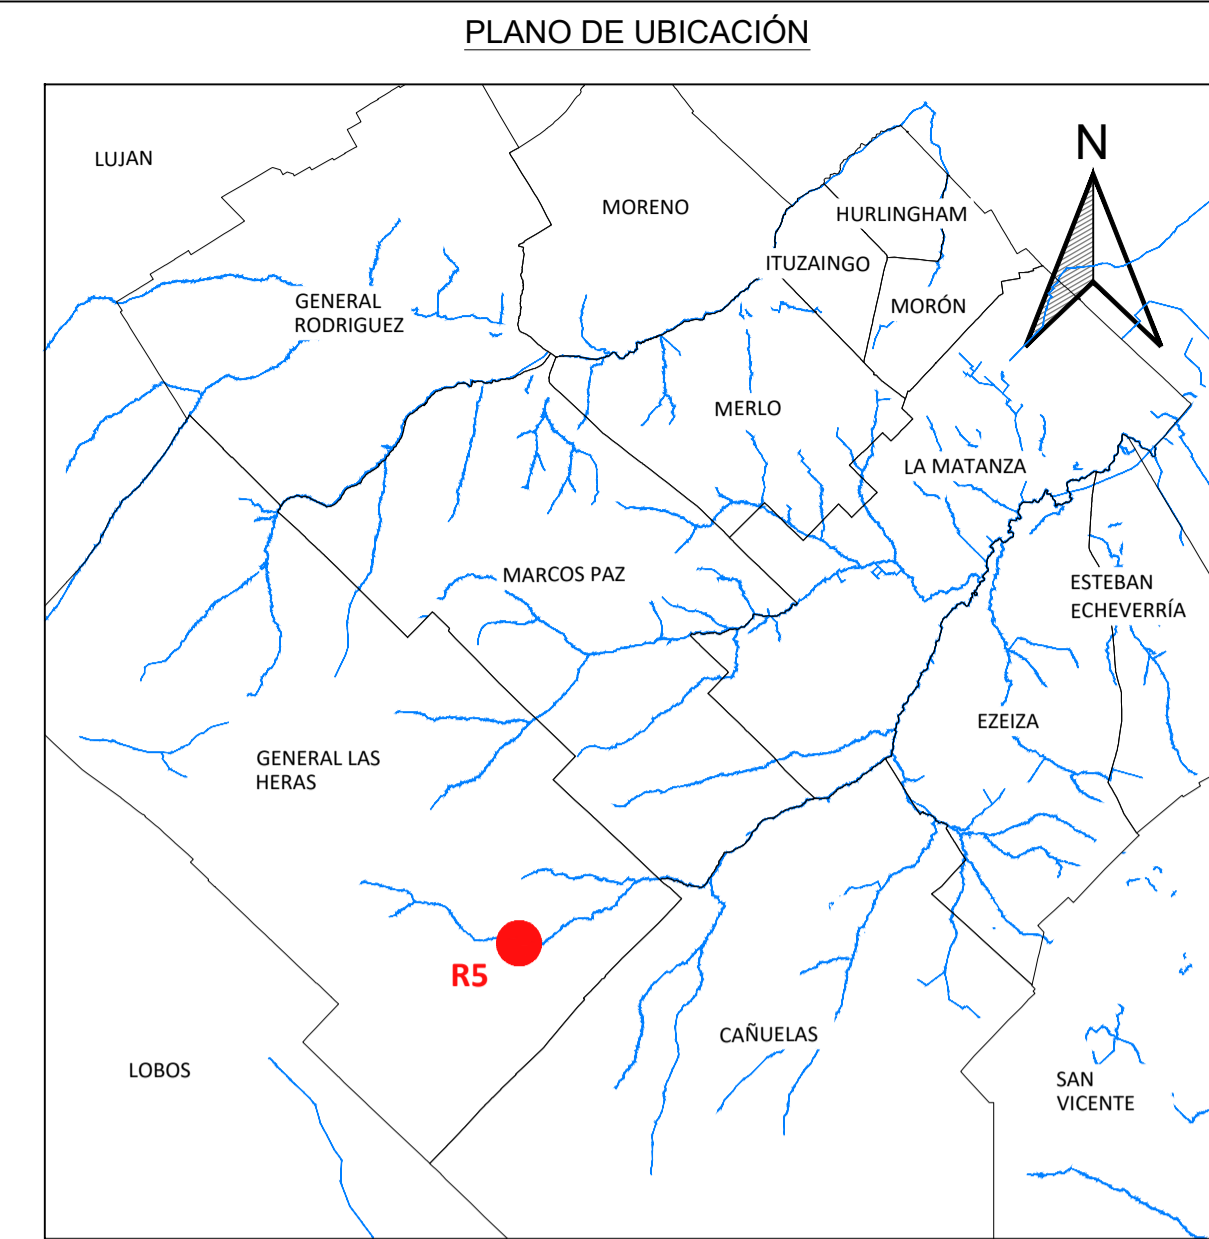 PLANO DE UBICACIÓN
N
LUJAN
MORENO
HURLINGHAM
ITUZAINGO
GENERAL
RODRIGUEZ
MORÓN
MERLO
LA MATANZA
MARCOS PAZ
ESTEBAN
ECHEVERRÍA
EZEIZA
GENERAL LAS
HERAS
R5
CAÑUELAS
LOBOS
SAN
VICENTE